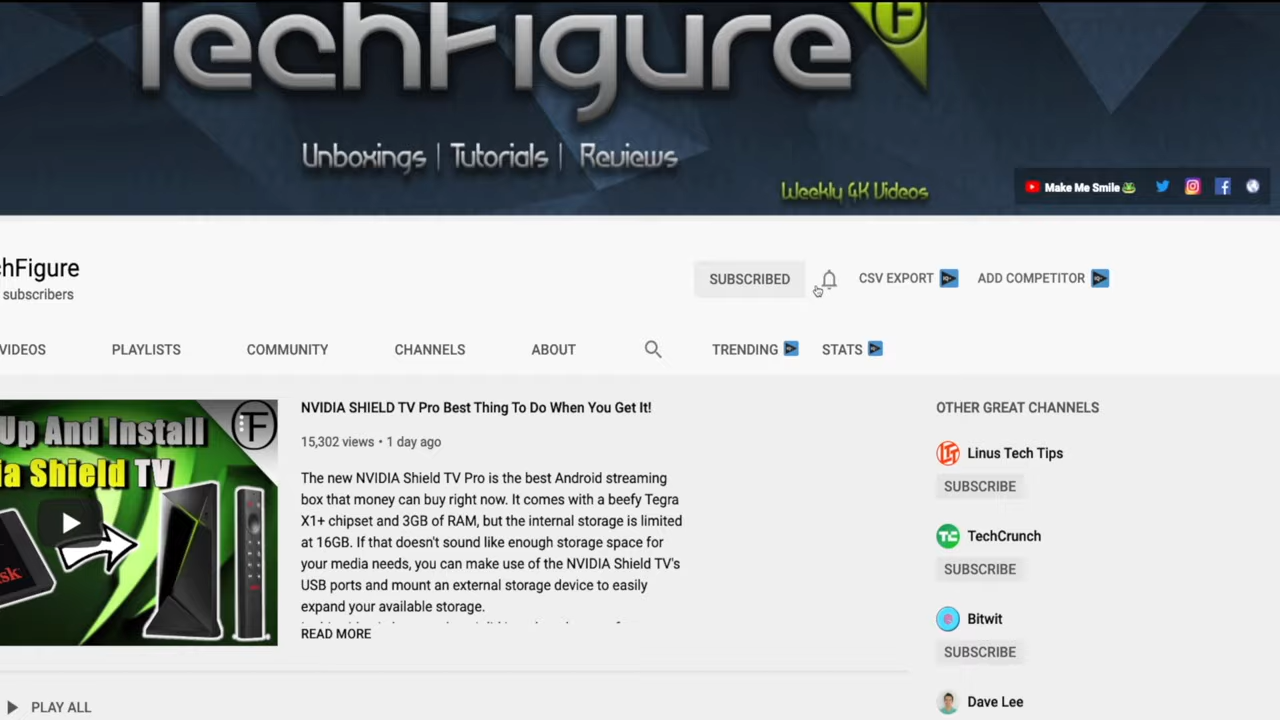 TechFigure
Unboxings | Tutorials | Reviews
Weekly 4K Videos
Make Me Smile
chFigure
subscribers
SUBSCRIBED
CSV EXPORT
ADD COMPETITOR
VIDEOS
PLAYLISTS
COMMUNITY
CHANNELS
ABOUT
TRENDING
STATS
Up And Install
ia Shield TV
sk
NVIDIA SHIELD TV Pro Best Thing To Do When You Get It!
15,302 views • 1 day ago
The new NVIDIA Shield TV Pro is the best Android streaming
box that money can buy right now. It comes with a beefy Tegra
X1+ chipset and 3GB of RAM, but the internal storage is limited
at 16GB. If that doesn't sound like enough storage space for
your media needs, you can make use of the NVIDIA Shield TV's
USB ports and mount an external storage device to easily
expand your available storage.
READ MORE
PLAY ALL
OTHER GREAT CHANNELS
Linus Tech Tips
SUBSCRIBE
TechCrunch
SUBSCRIBE
Bitwit
SUBSCRIBE
Dave Lee